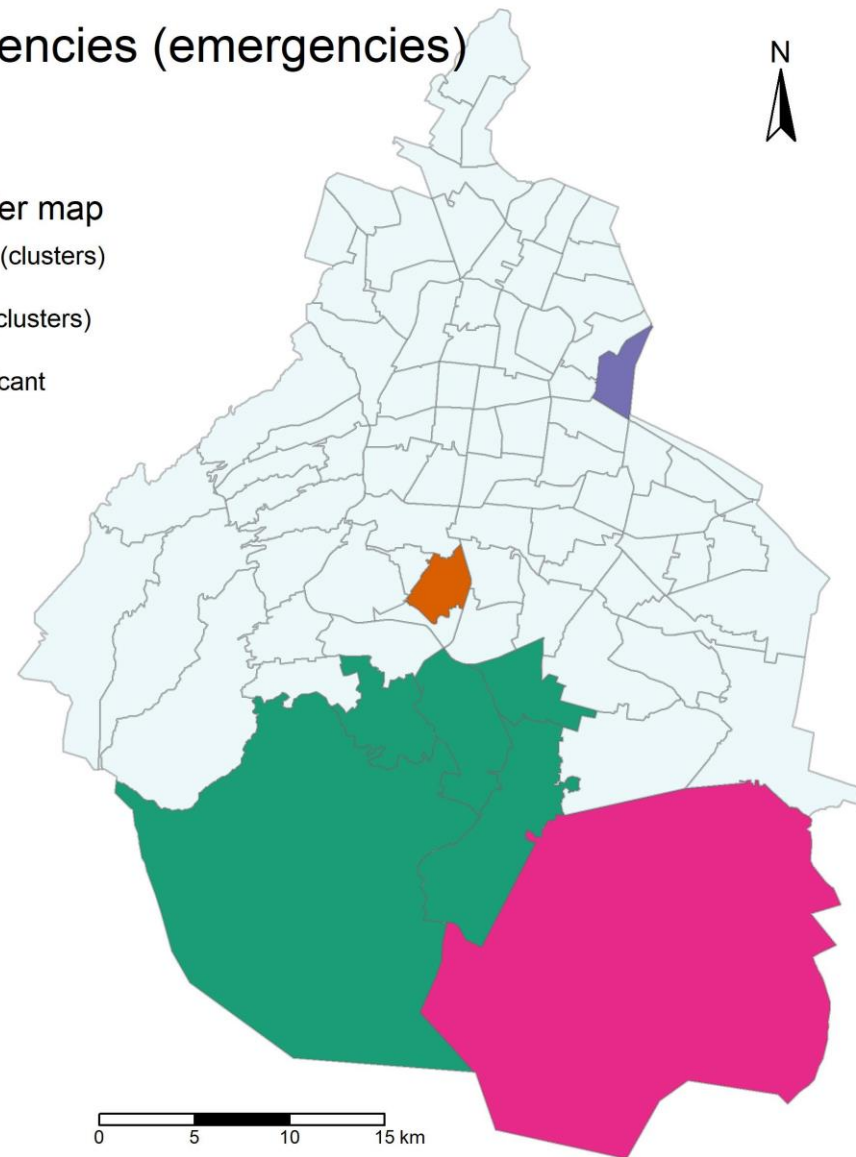 encies (emergencies)
N
er map
(clusters)
clusters)
cant
0 5 10 15 km